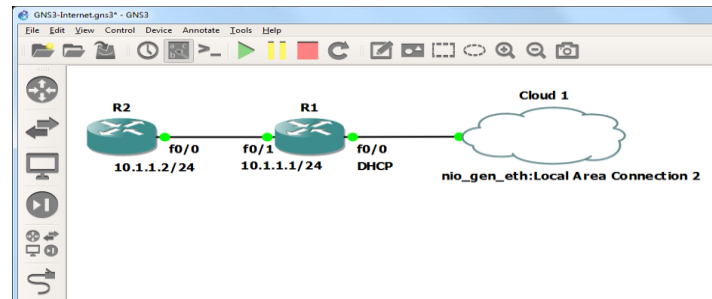 GNS3-Internet.gns3* - GNS3
File Edit View Control Device Annotate Tools Help
Cloud 1
R2
R1
f0/0
f0/1
f0/0
10.1.1.2/24
10.1.1.1/24
DHCP
nio_gen_eth:Local Area Connection 2